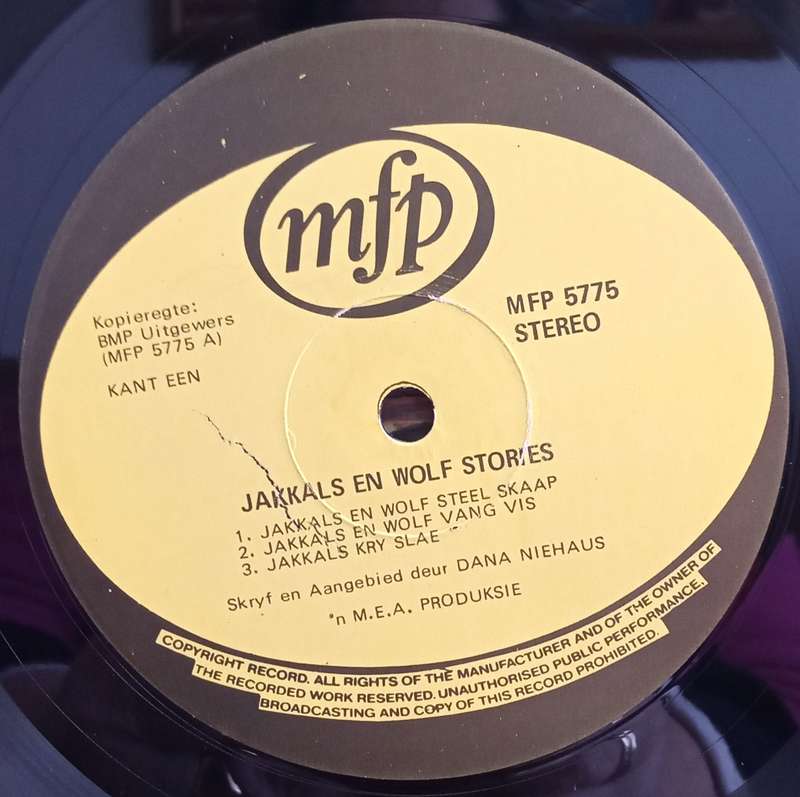 mfp
Kopieregte:
BMP Uitgewers
(MFP 5775 A)
KANT EEN
MFP 5775
STEREO
JAKKALS EN WOLF STORIES
1. JAKKALS EN WOLF STEEL SKAAP
2. JAKKALS EN WOLF VANG VIS
3. JAKKALS KRY SLAE
Skryf en Aangebied deur DANA NIEHAUS
'n M.E.A. PRODUKSIE
COPYRIGHT RECORD. ALL RIGHTS OF THE MANUFACTURER AND OF THE OWNER OF
THE RECORDED WORK RESERVED. UNAUTHORISED PUBLIC PERFORMANCE,
BROADCASTING AND COPY OF THIS RECORD PROHIBITED.